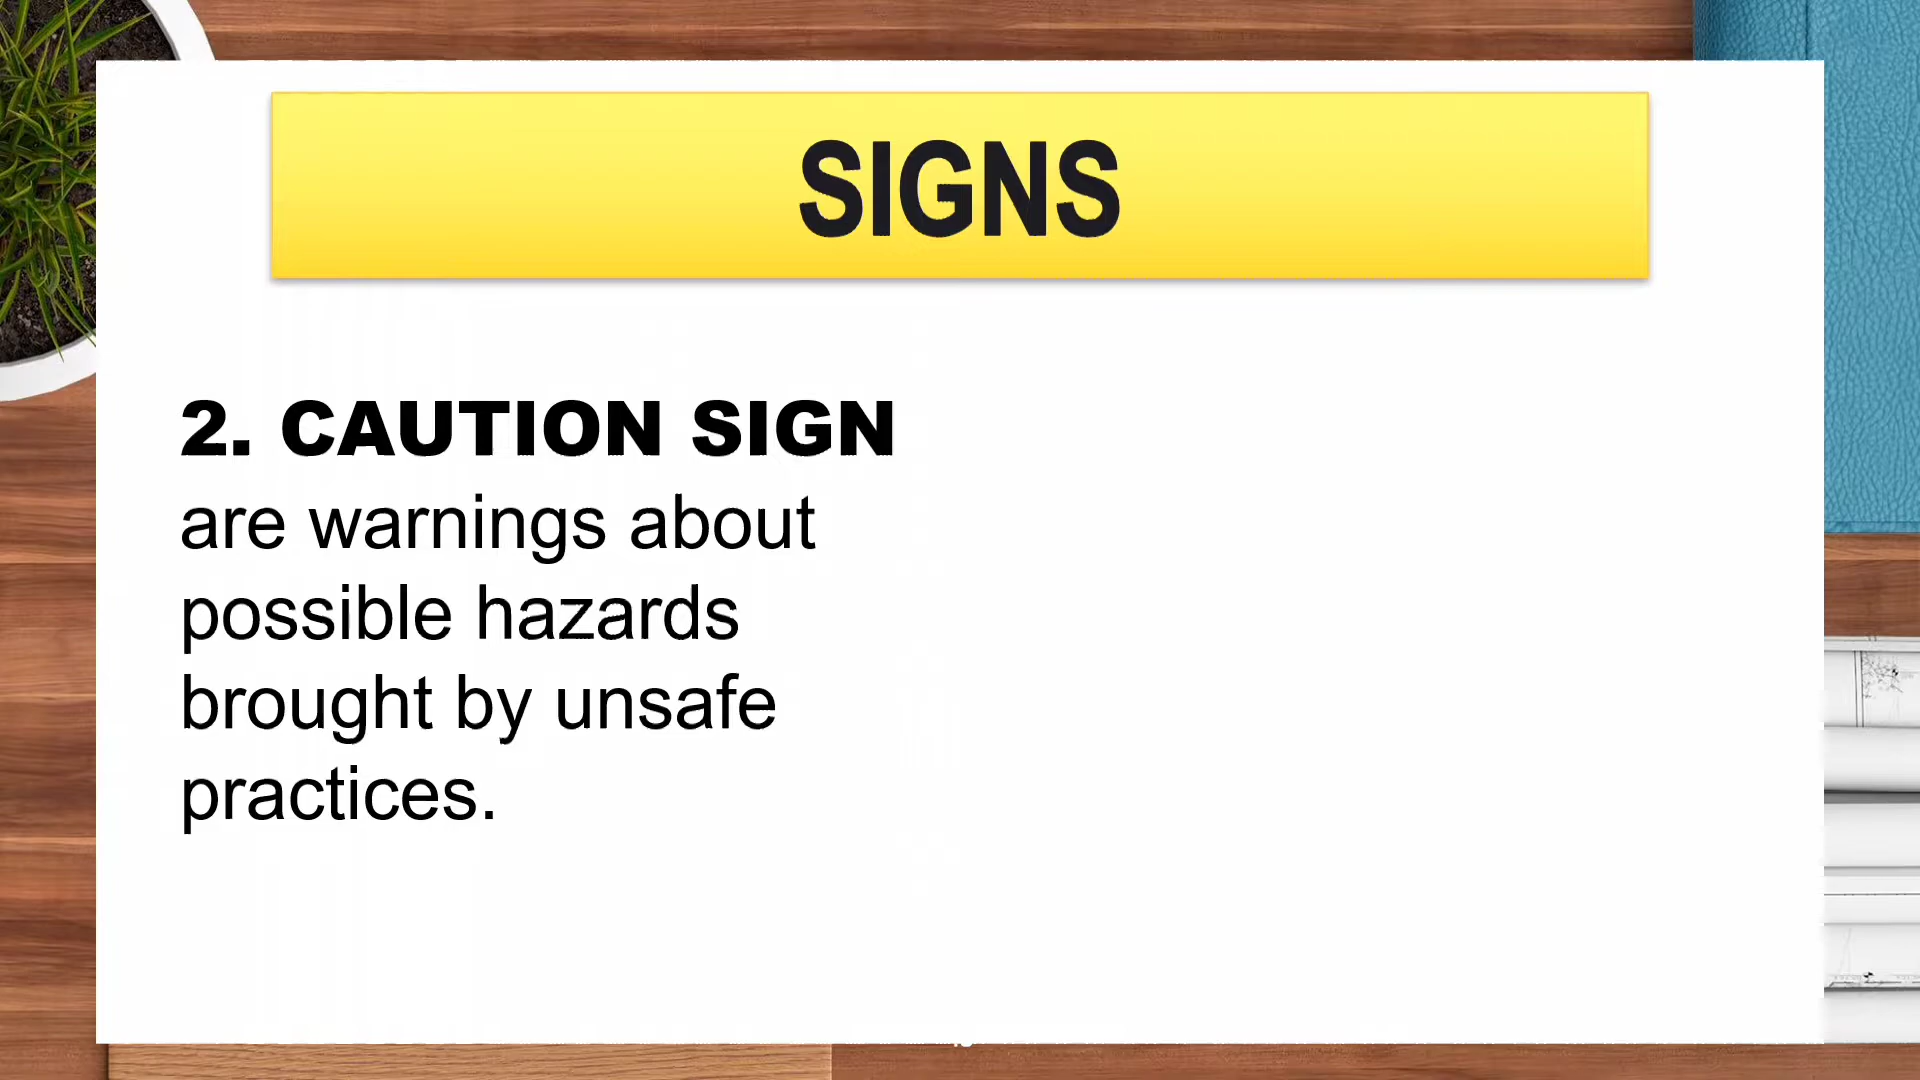 SIGNS
2. CAUTION SIGN
are warnings about
possible hazards
brought by unsafe
practices.